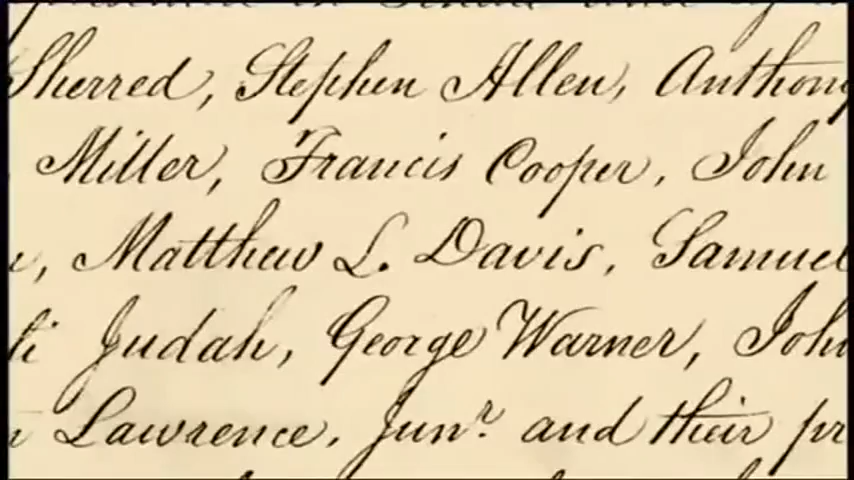 Sherred, Stephen Allen, Anthony
Miller, Francis Cooper, John
Matthew L. Davis, Samuel
Judah, George Warner, John
Lawrence. Junr. and their